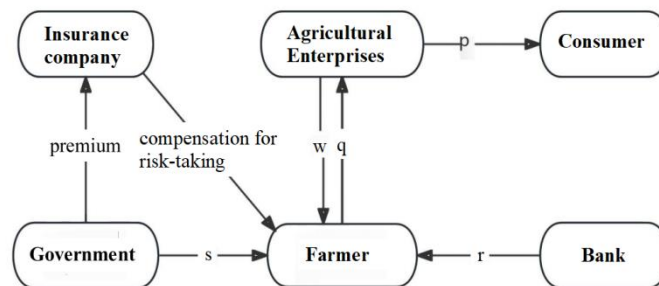 Insurance
company
Agricultural
Enterprises
p
Consumer
premium
compensation for
risk-taking
w
q
Government
s
Farmer
r
Bank